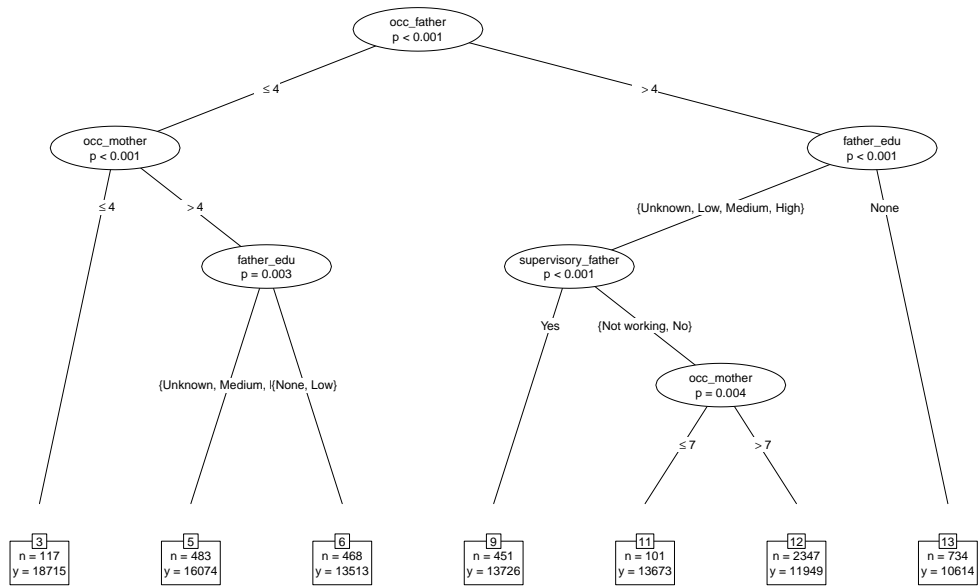 occ_father
p < 0.001
≤ 4
> 4
occ_mother
p < 0.001
father_edu
p < 0.001
≤ 4
> 4
{Unknown, Low, Medium, High}
None
father_edu
p = 0.003
supervisory_father
p < 0.001
Yes
{Not working, No}
{Unknown, Medium,
{None, Low}
occ_mother
p = 0.004
≤ 7
> 7
3
n = 117
y = 18715
5
n = 483
y = 16074
6
n = 468
y = 13513
9
n = 451
y = 13726
11
n = 101
y = 13673
12
n = 2347
y = 11949
13
n = 734
y = 10614